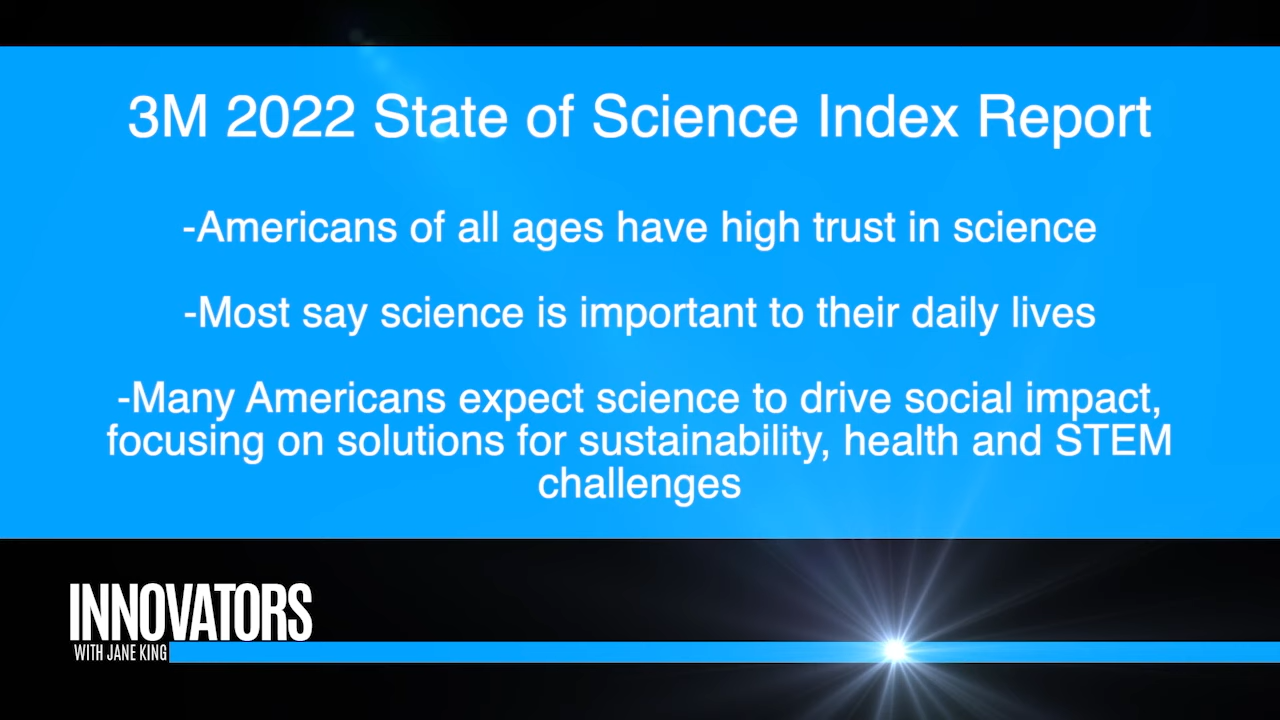 3M 2022 State of Science Index Report
-Americans of all ages have high trust in science
-Most say science is important to their daily lives
-Many Americans expect science to drive social impact,
focusing on solutions for sustainability, health and STEM
challenges
INNOVATORS
WITH JANE KING